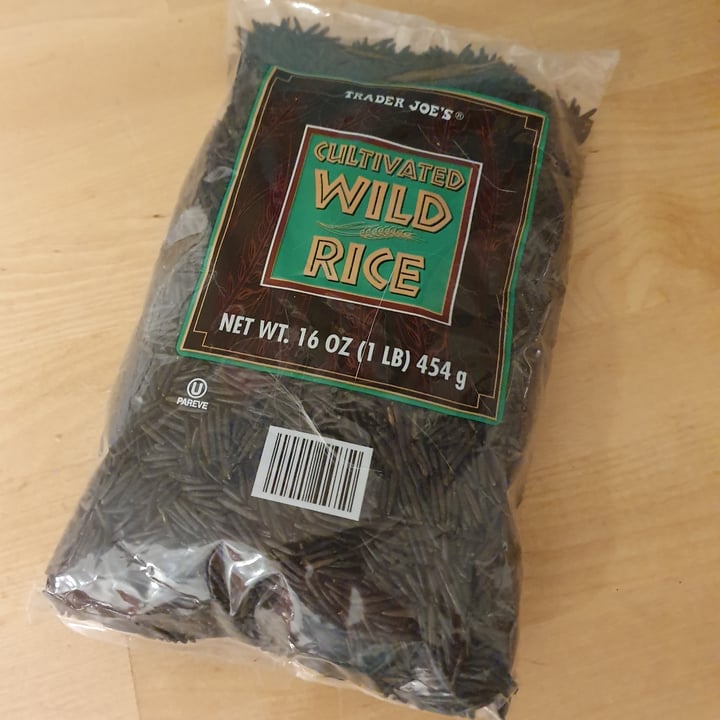 TRADER JOE'S®
CULTIVATED
WILD
RICE
NET WT. 16 OZ (1 LB) 454 g
U
PAREVE